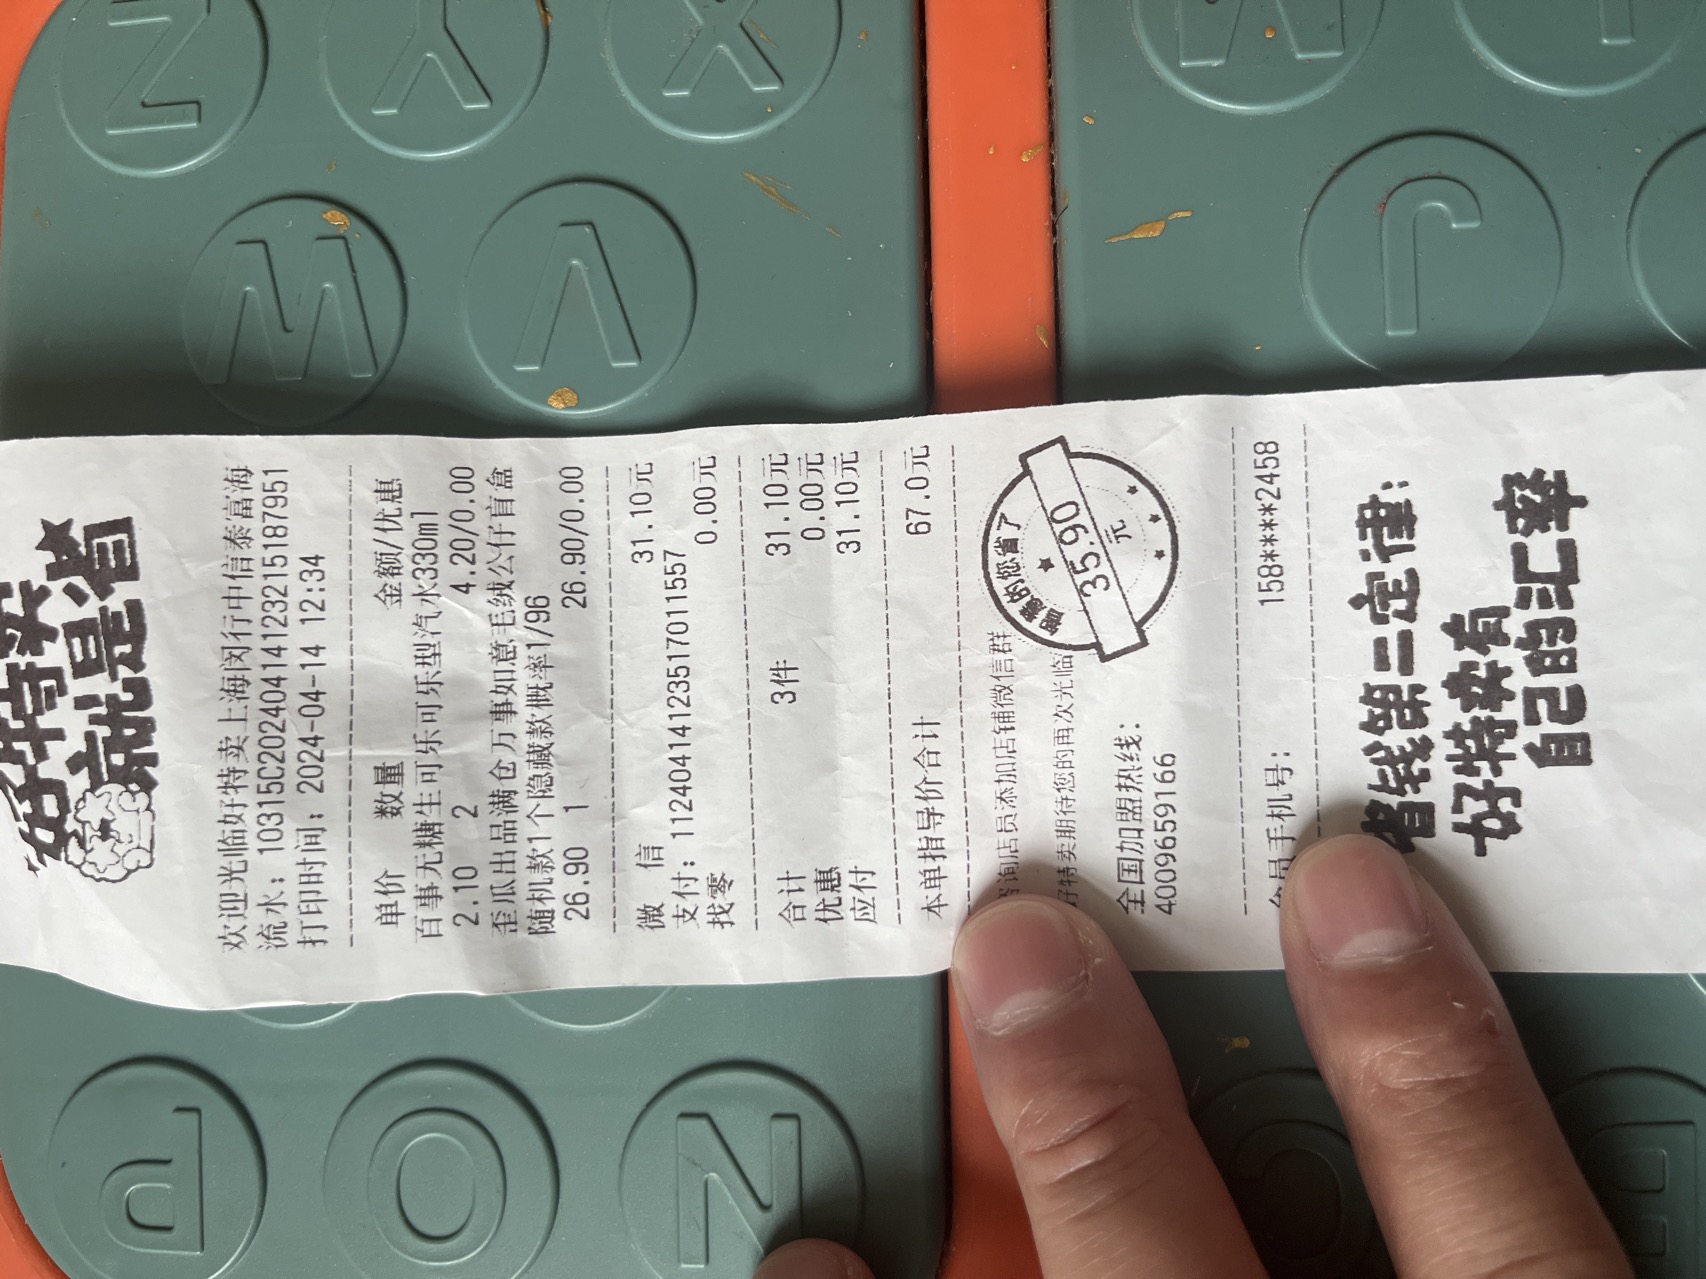 好特卖
就是省
欢迎光临好特卖上海闵行中信泰富海
流水：10315C202404141232151879​51
打印时间：2024-04-14 12:34
单价 数量 金额/优惠
百事无糖生可乐可乐型汽水330ml
2.10 2 4.20/0.00
歪瓜出品满仓万事如意毛绒公仔盲盒
随机款1个隐藏款概率1/96
26.90 1 26.90/0.00
微 信 31.10元
支付：1124041412351701155​7
找零 0.00元
合计 3件 31.10元
优惠 0.00元
应付 31.10元
本单指导价合计 67.0元
询店员添加店铺微信群
好特卖期待您的再次光临
智慧的您省了
35.90
元
全国加盟热线：
4009659166
会员手机号： 158****2458
省钱第二定律：
好特卖有
自己的汇率
Z
Y
X
W
V
M
J
P
O
N
C
B